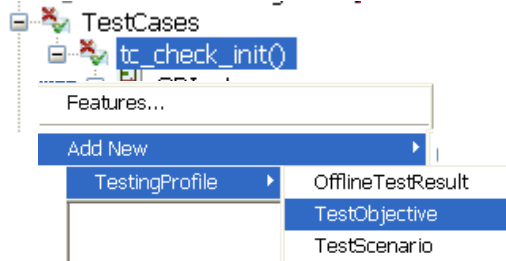 TestCases
tc_check_init()
Features...
Add New
TestingProfile
OfflineTestResult
TestObjective
TestScenario